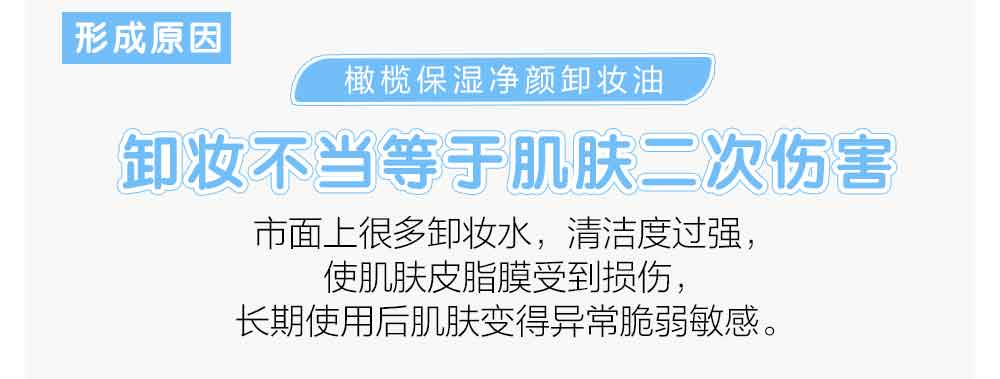 形成原因
橄榄保湿净颜卸妆油
卸妆不当等于肌肤二次伤害
市面上很多卸妆水，清洁度过强，
使肌肤皮脂膜受到损伤，
长期使用后肌肤变得异常脆弱敏感。